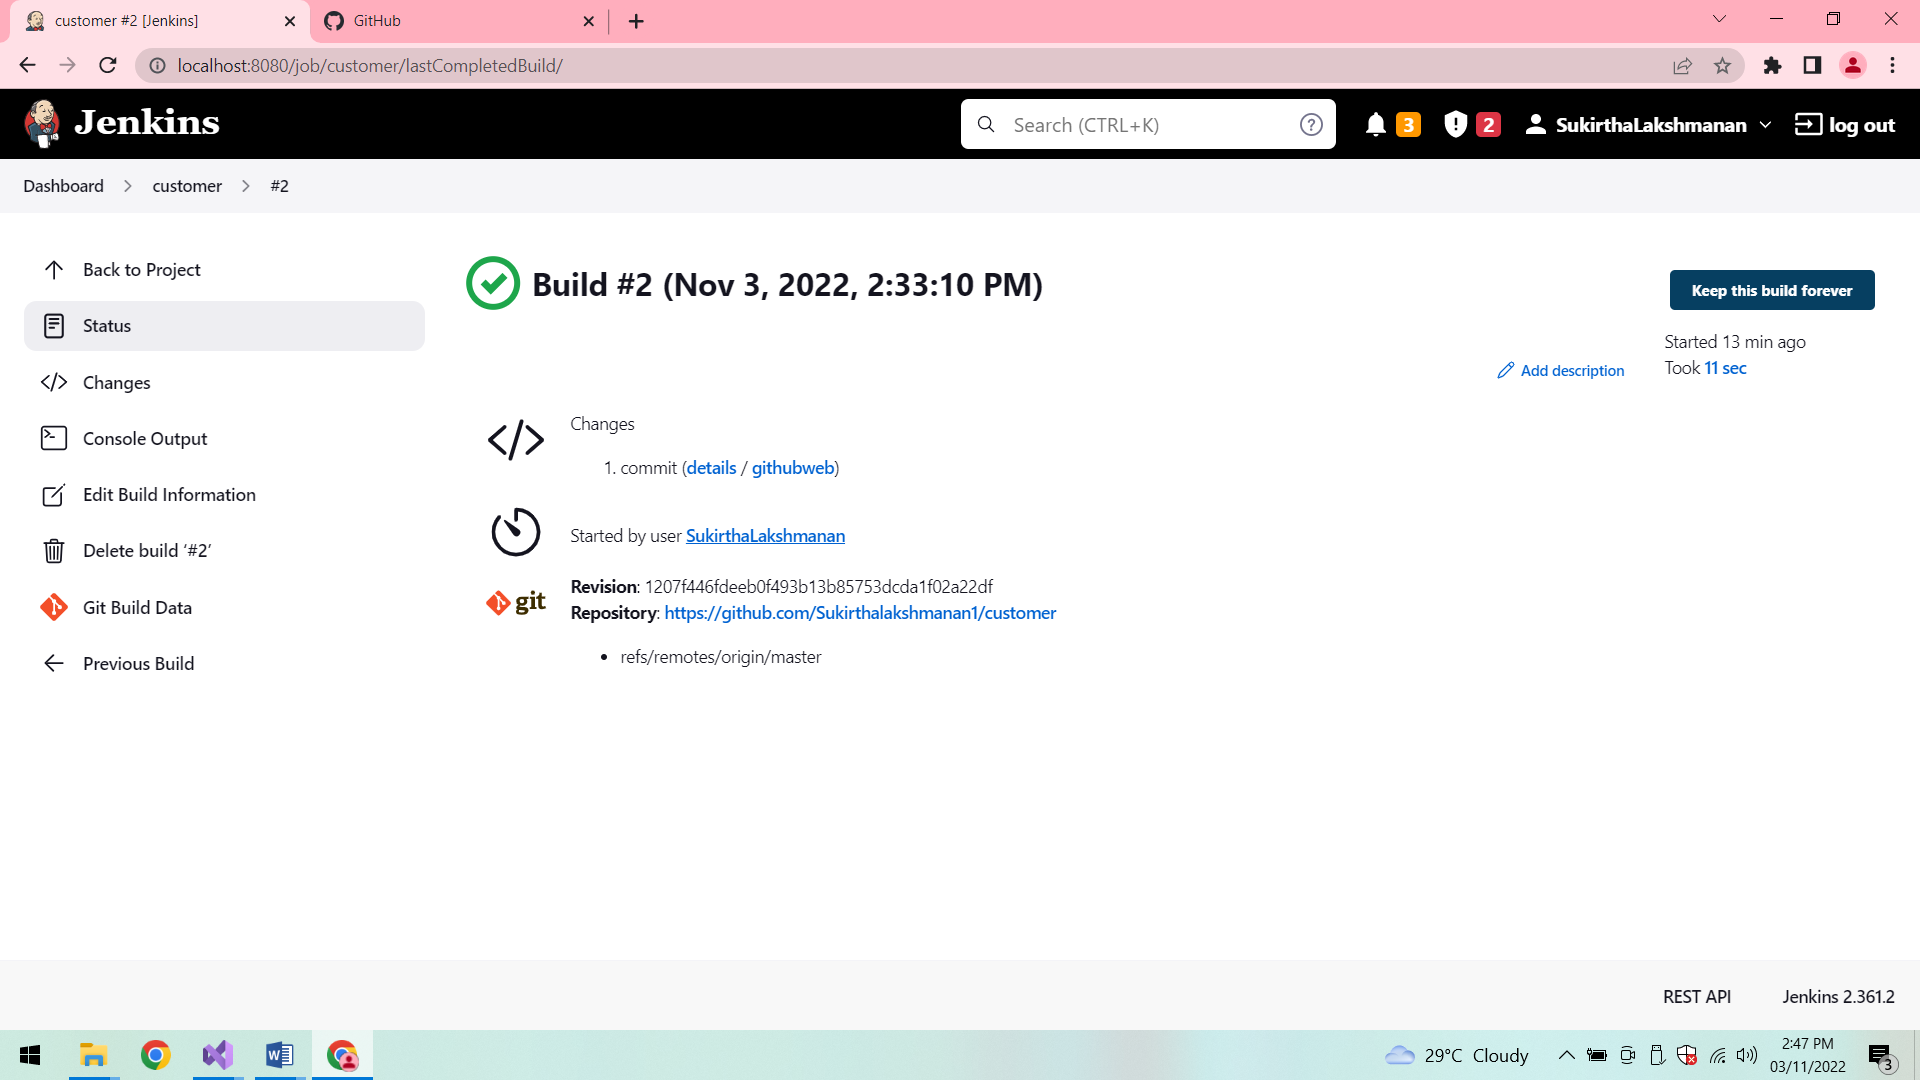 customer #2 [Jenkins]
GitHub
localhost:8080/job/customer/lastCompletedBuild/
Jenkins
Search (CTRL+K)
3
2
SukirthaLakshmanan
log out
Dashboard
customer
#2
Back to Project
Status
Changes
Console Output
Edit Build Information
Delete build ‘#2’
Git Build Data
Previous Build
Build #2 (Nov 3, 2022, 2:33:10 PM)
Keep this build forever
Started 13 min ago
Took 11 sec
Add description
Changes
1. commit (details / githubweb)
Started by user SukirthaLakshmanan
git
Revision: 1207f446fdeeb0f493b13b85753dcda1f02a22df
Repository: https://github.com/Sukirthalakshmanan1/customer
• refs/remotes/origin/master
REST API
Jenkins 2.361.2
29°C Cloudy
2:47 PM
03/11/2022
3